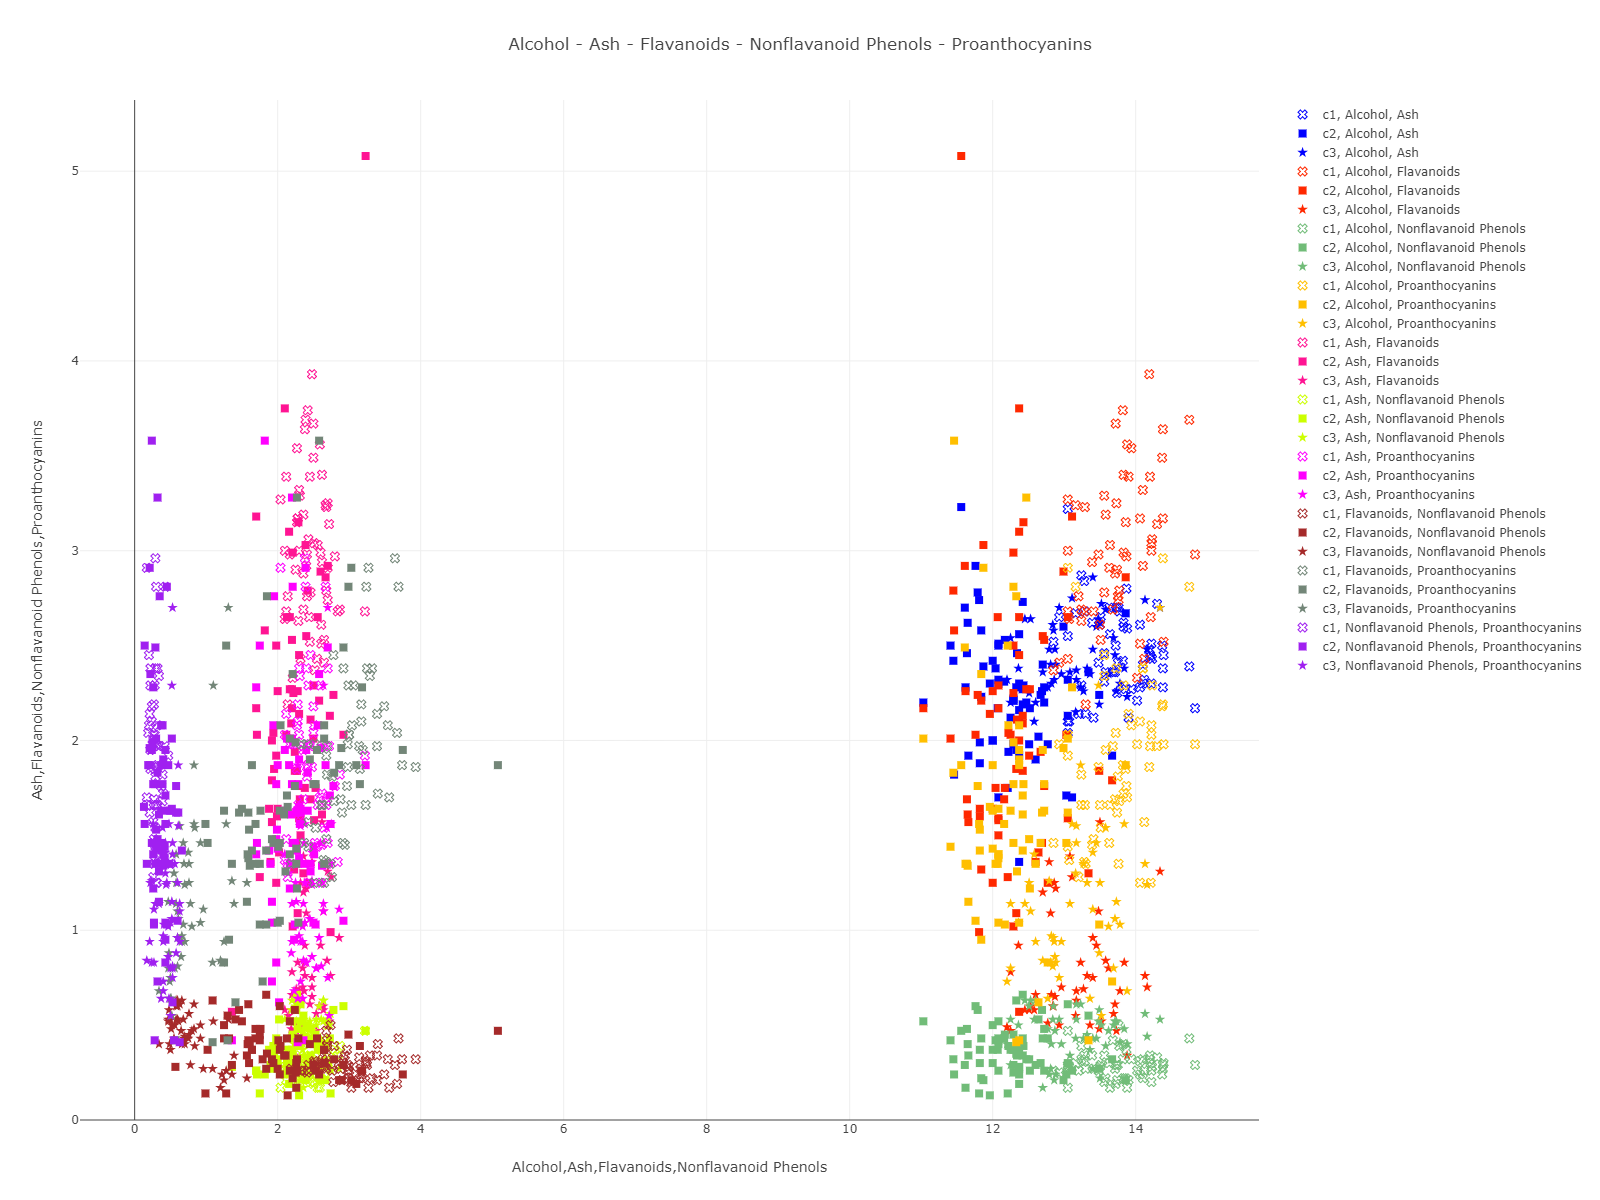 Alcohol - Ash - Flavanoids - Nonflavanoid Phenols - Proanthocyanins
c1, Alcohol, Ash
c2, Alcohol, Ash
c3, Alcohol, Ash
c1, Alcohol, Flavanoids
c2, Alcohol, Flavanoids
c3, Alcohol, Flavanoids
c1, Alcohol, Nonflavanoid Phenols
c2, Alcohol, Nonflavanoid Phenols
c3, Alcohol, Nonflavanoid Phenols
c1, Alcohol, Proanthocyanins
c2, Alcohol, Proanthocyanins
c3, Alcohol, Proanthocyanins
c1, Ash, Flavanoids
c2, Ash, Flavanoids
c3, Ash, Flavanoids
c1, Ash, Nonflavanoid Phenols
c2, Ash, Nonflavanoid Phenols
c3, Ash, Nonflavanoid Phenols
c1, Ash, Proanthocyanins
c2, Ash, Proanthocyanins
c3, Ash, Proanthocyanins
c1, Flavanoids, Nonflavanoid Phenols
c2, Flavanoids, Nonflavanoid Phenols
c3, Flavanoids, Nonflavanoid Phenols
c1, Flavanoids, Proanthocyanins
c2, Flavanoids, Proanthocyanins
c3, Flavanoids, Proanthocyanins
c1, Nonflavanoid Phenols, Proanthocyanins
c2, Nonflavanoid Phenols, Proanthocyanins
c3, Nonflavanoid Phenols, Proanthocyanins
5
4
3
2
1
0
Ash,Flavanoids,Nonflavanoid Phenols,Proanthocyanins
0 2 4 6 8 10 12 14
Alcohol,Ash,Flavanoids,Nonflavanoid Phenols